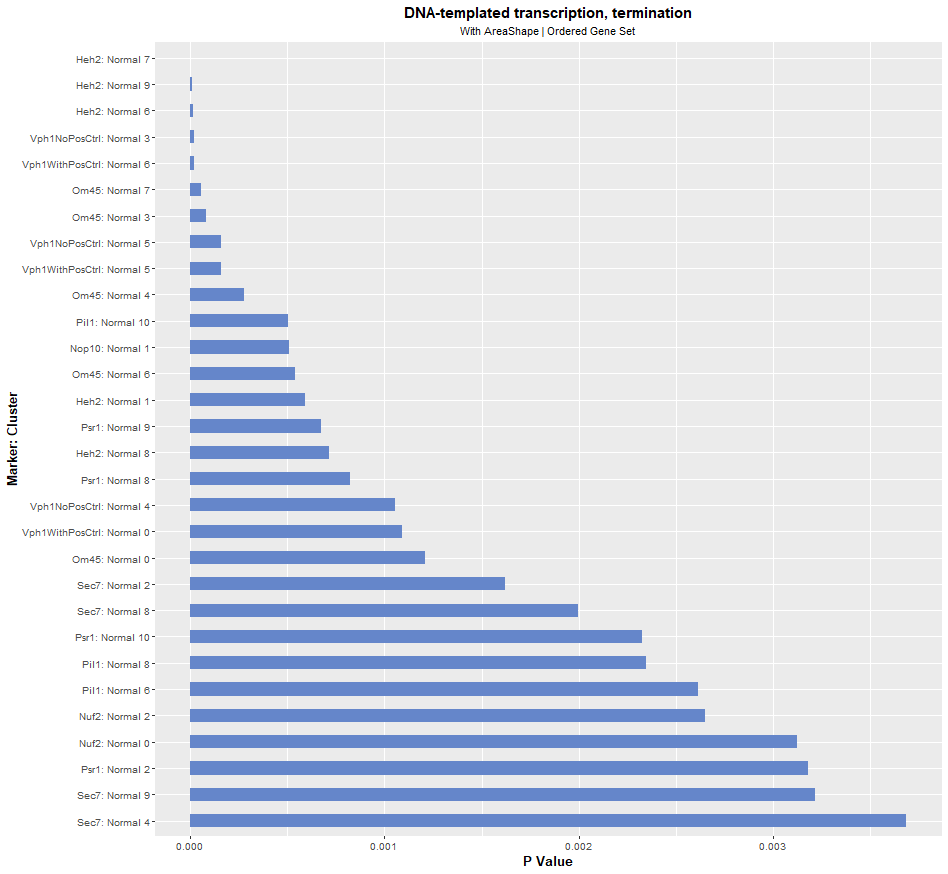 DNA-templated transcription, termination
With AreaShape | Ordered Gene Set
Marker: Cluster
Heh2: Normal 7
Heh2: Normal 9
Heh2: Normal 6
Vph1NoPosCtrl: Normal 3
Vph1WithPosCtrl: Normal 6
Om45: Normal 7
Om45: Normal 3
Vph1NoPosCtrl: Normal 5
Vph1WithPosCtrl: Normal 5
Om45: Normal 4
Pil1: Normal 10
Nop10: Normal 1
Om45: Normal 6
Heh2: Normal 1
Psr1: Normal 9
Heh2: Normal 8
Psr1: Normal 8
Vph1NoPosCtrl: Normal 4
Vph1WithPosCtrl: Normal 0
Om45: Normal 0
Sec7: Normal 2
Sec7: Normal 8
Psr1: Normal 10
Pil1: Normal 8
Pil1: Normal 6
Nuf2: Normal 2
Nuf2: Normal 0
Psr1: Normal 2
Sec7: Normal 9
Sec7: Normal 4
0.000 0.001 0.002 0.003
P Value